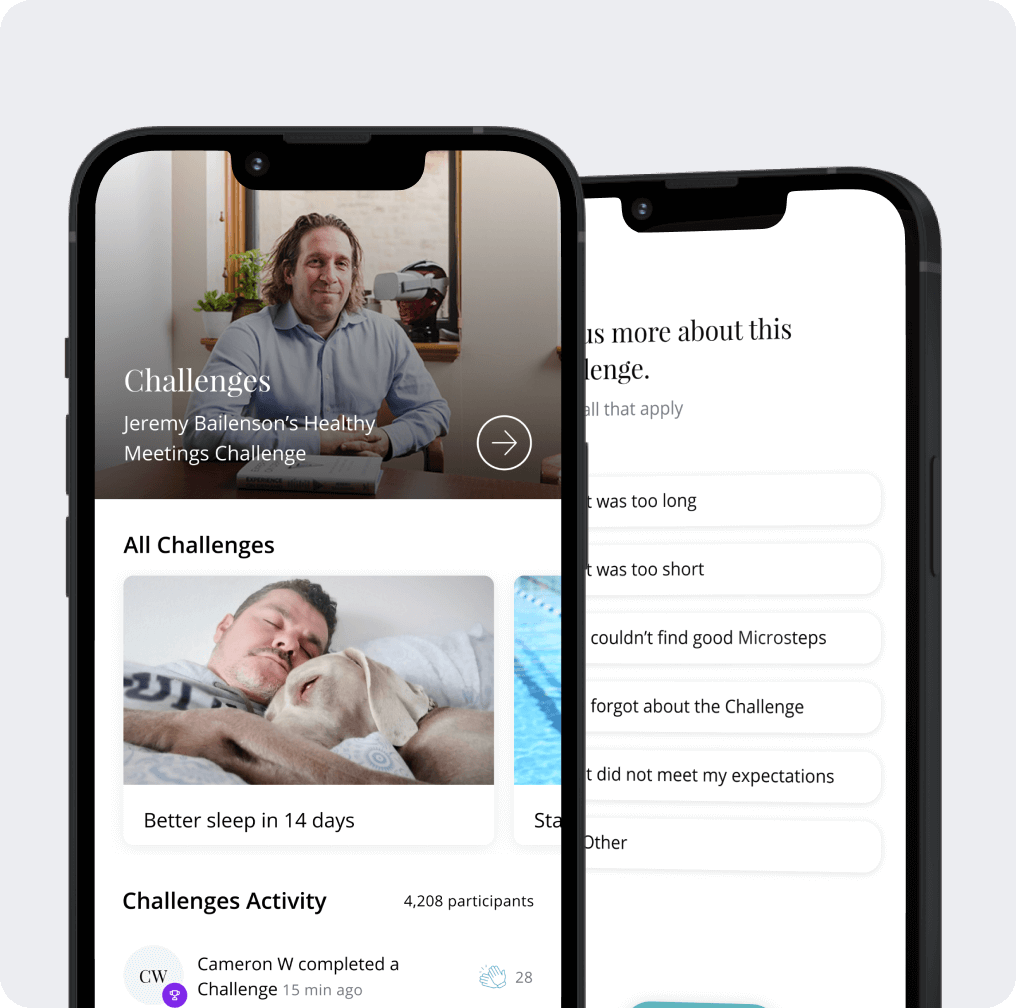 Challenges
Jeremy Bailenson’s Healthy
Meetings Challenge
All Challenges
Better sleep in 14 days
Sta
Challenges Activity
4,208 participants
CW
Cameron W completed a
Challenge 15 min ago
28
us more about this
lenge.
all that apply
t was too long
t was too short
couldn’t find good Microsteps
forgot about the Challenge
t did not meet my expectations
Other